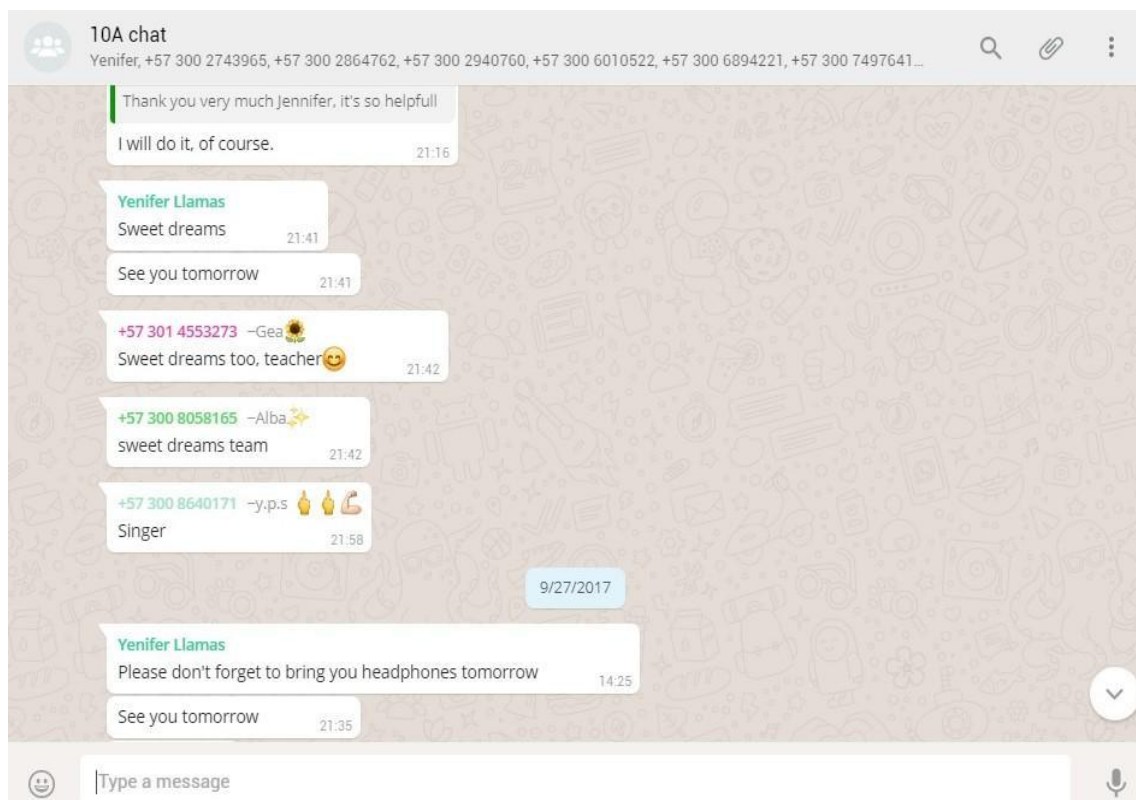 10A chat
Yenifer, +57 300 2743965, +57 300 2864762, +57 300 2940760, +57 300 6010522, +57 300 6894221, +57 300 7497641...
Thank you very much Jennifer, it's so helpfull
I will do it, of course.
21:16
Yenifer Llamas
Sweet dreams
21:41
See you tomorrow
21:41
+57 301 4553273 ~Gea🌻
Sweet dreams too, teacher😊
21:42
+57 300 8058165 ~Alba✨
sweet dreams team
21:42
+57 300 8640171 ~y.p.s 🖕🖕💪
Singer
21:58
9/27/2017
Yenifer Llamas
Please don't forget to bring you headphones tomorrow
14:25
See you tomorrow
21:35
Type a message